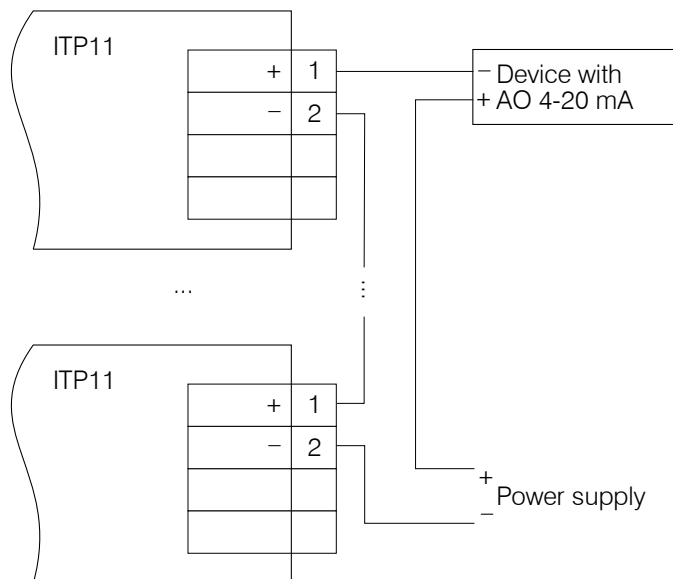 ITP11
+ 1
− 2
− Device with
+ AO 4-20 mA
...
...
ITP11
+ 1
− 2
+
Power supply
−